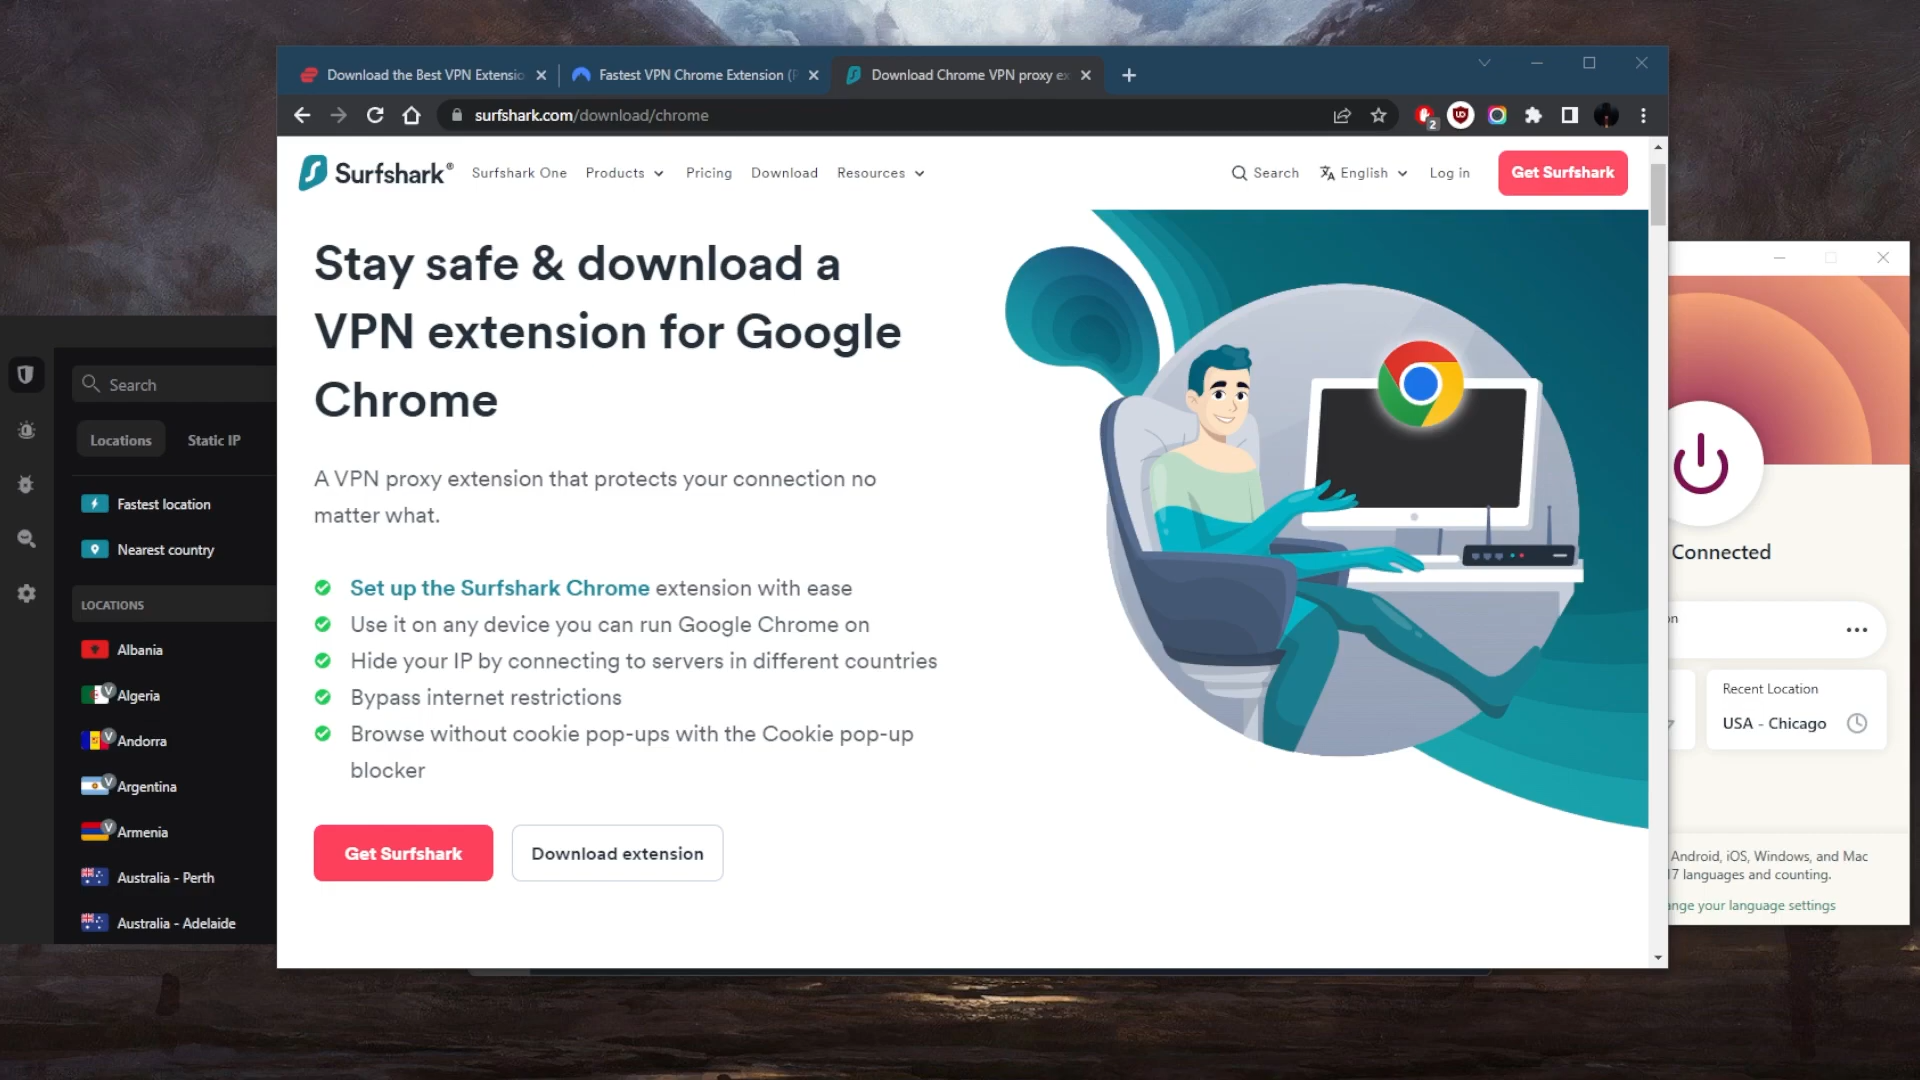 Download the Best VPN Extensio
Fastest VPN Chrome Extension (F
Download Chrome VPN proxy ex
surfshark.com/download/chrome
2
Surfshark®
Surfshark One
Products
Pricing
Download
Resources
Search
English
Log in
Get Surfshark
Stay safe & download a
VPN extension for Google
Chrome
A VPN proxy extension that protects your connection no
matter what.
Set up the Surfshark Chrome extension with ease
Use it on any device you can run Google Chrome on
Hide your IP by connecting to servers in different countries
Bypass internet restrictions
Browse without cookie pop-ups with the Cookie pop-up
blocker
Get Surfshark
Download extension
Search
Locations
Static IP
Fastest location
Nearest country
LOCATIONS
Albania
V
Algeria
V
Andorra
V
Argentina
V
Armenia
Australia - Perth
Australia - Adelaide
Connected
on
Recent Location
USA - Chicago
Android, iOS, Windows, and Mac
17 languages and counting.
ange your language settings